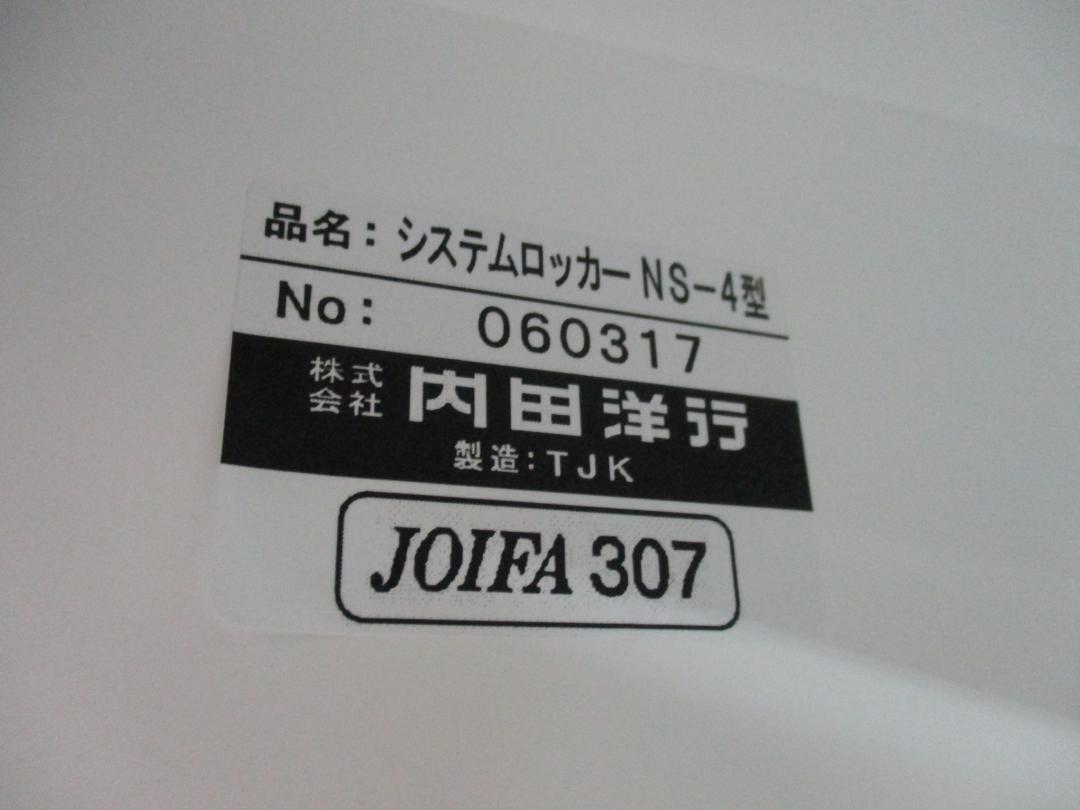 品名：システムロッカー NS-4型
No：　060317
株式会社 内田洋行
製造：TJK
JOIFA 307